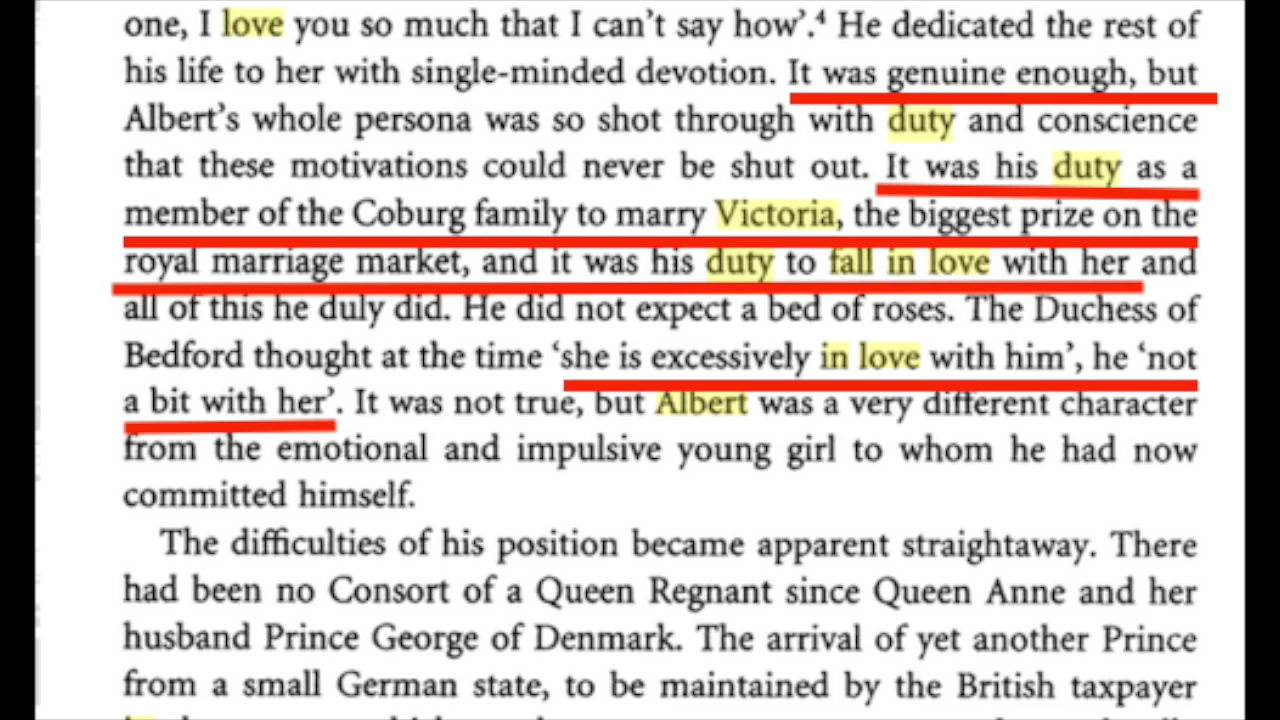 one, I love you so much that I can't say how'.⁴ He dedicated the rest of
his life to her with single-minded devotion. It was genuine enough, but
Albert's whole persona was so shot through with duty and conscience
that these motivations could never be shut out. It was his duty as a
member of the Coburg family to marry Victoria, the biggest prize on the
royal marriage market, and it was his duty to fall in love with her and
all of this he duly did. He did not expect a bed of roses. The Duchess of
Bedford thought at the time 'she is excessively in love with him', he 'not
a bit with her'. It was not true, but Albert was a very different character
from the emotional and impulsive young girl to whom he had now
committed himself.
The difficulties of his position became apparent straightaway. There
had been no Consort of a Queen Regnant since Queen Anne and her
husband Prince George of Denmark. The arrival of yet another Prince
from a small German state, to be maintained by the British taxpayer